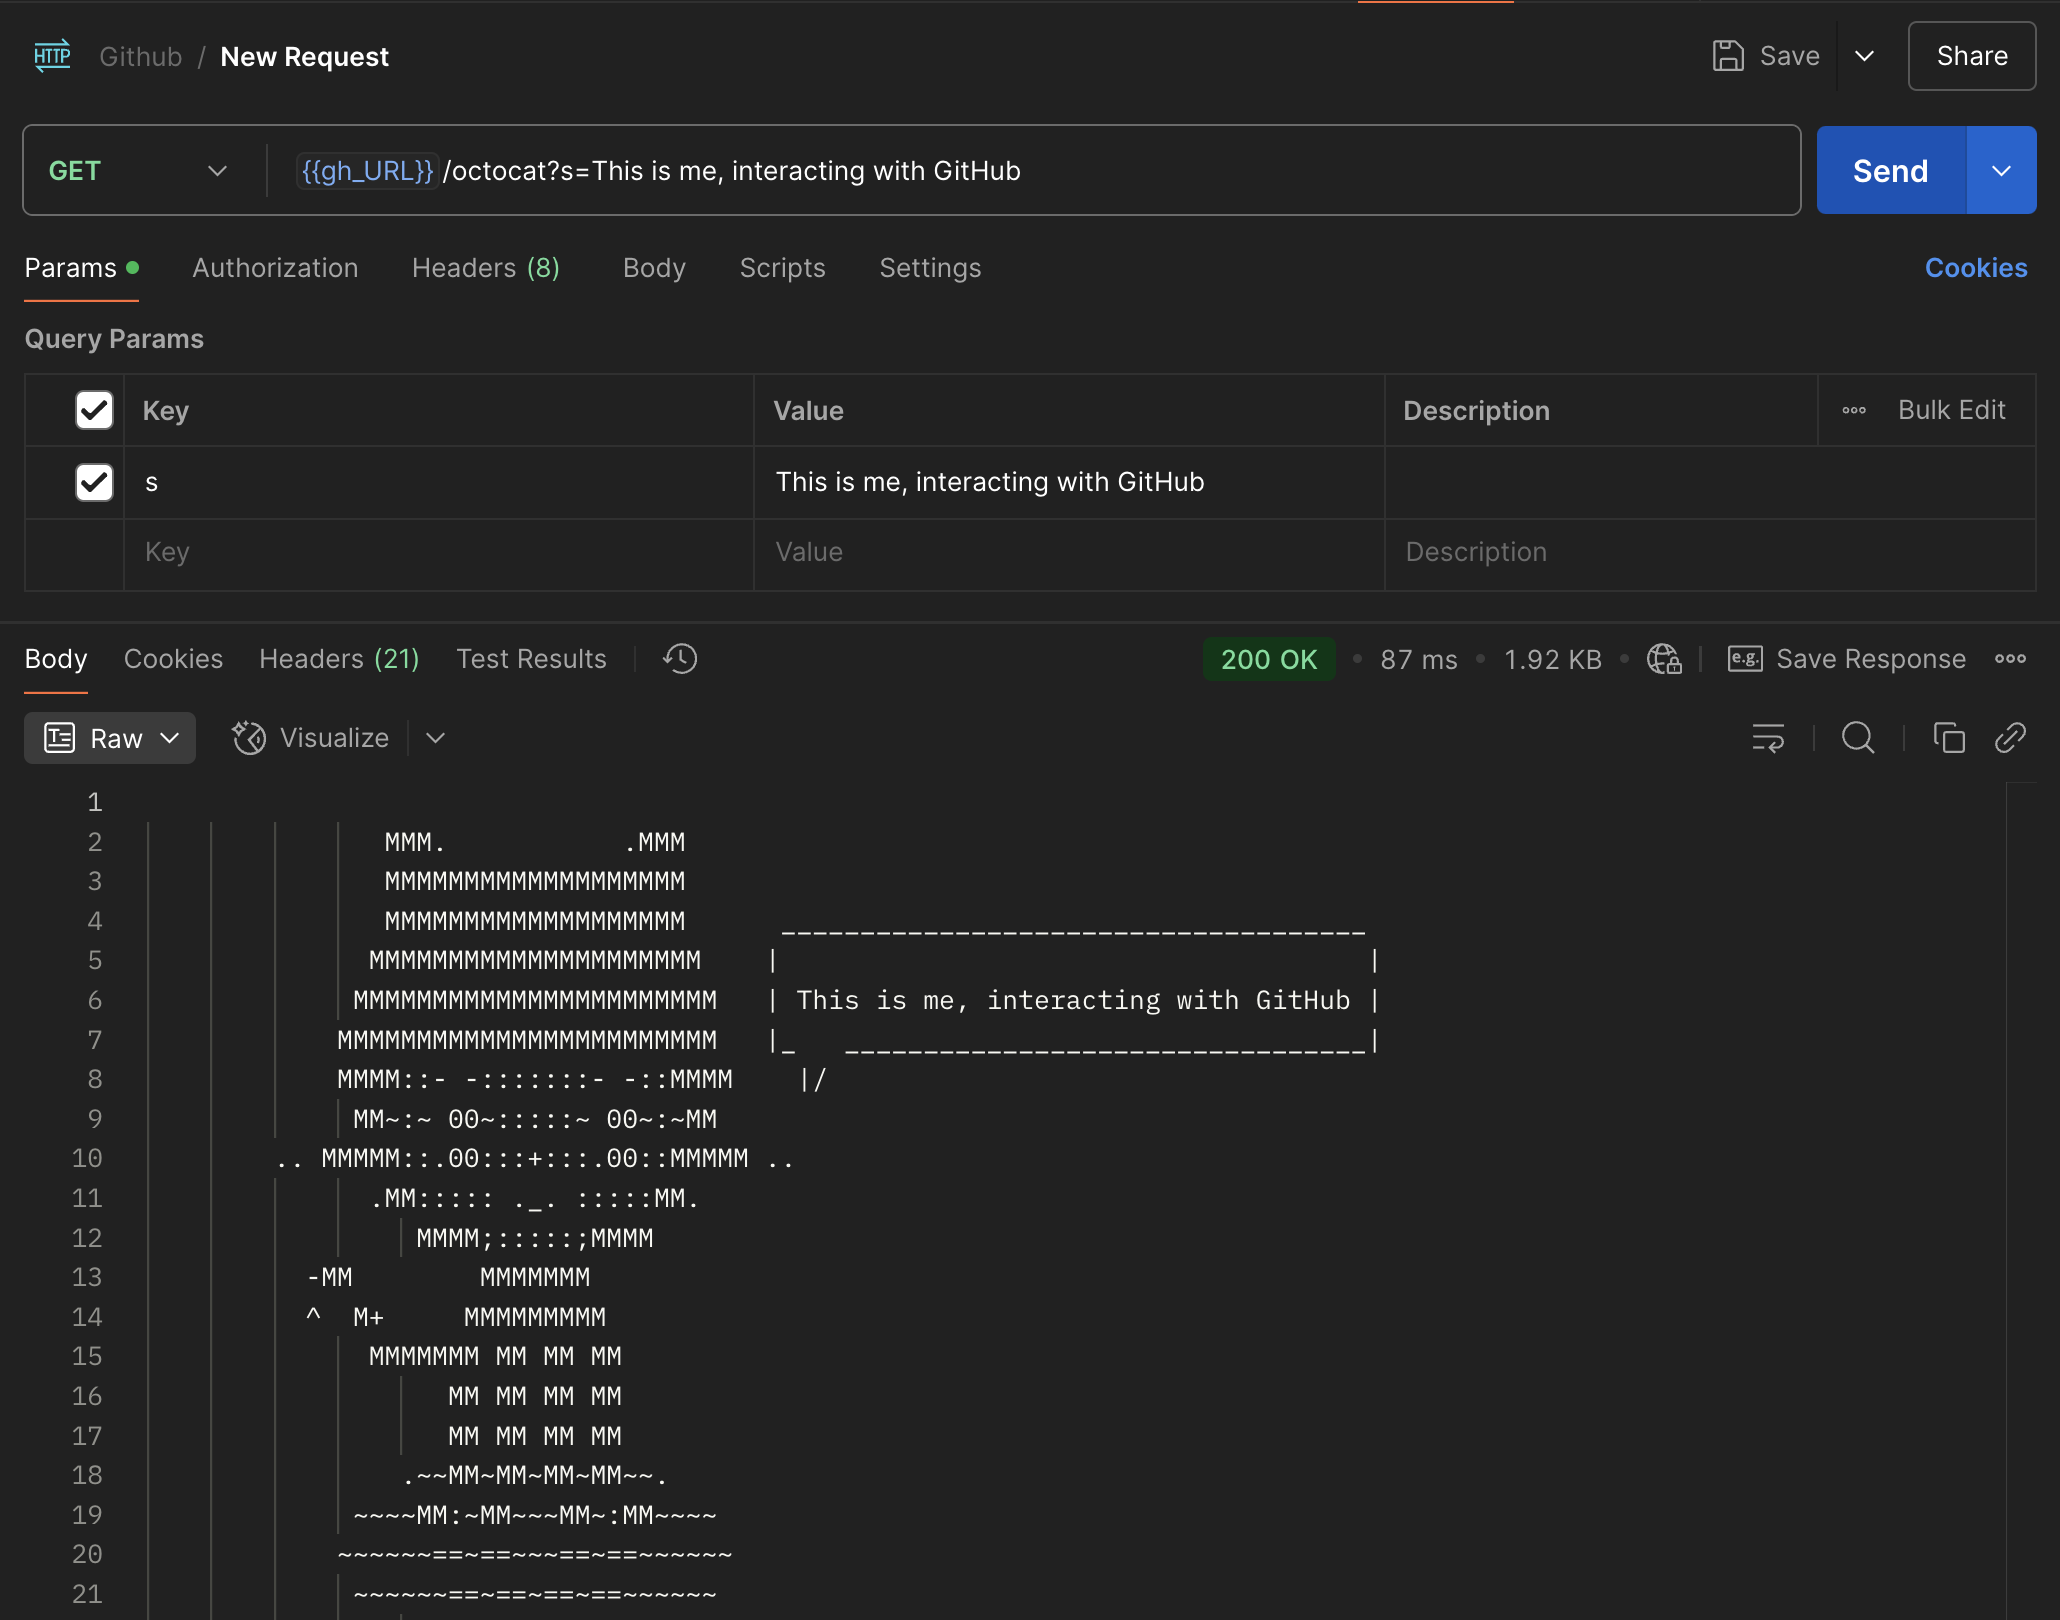 HTTP Github / New Request Save Share
GET {{gh_URL}}/octocat?s=This is me, interacting with GitHub Send
Params Authorization Headers (8) Body Scripts Settings Cookies
Query Params
Key Value Description Bulk Edit
s This is me, interacting with GitHub
Key Value Description
Body Cookies Headers (21) Test Results 200 OK • 87 ms • 1.92 KB • e.g. Save Response
Raw Visualize
1
2                MMM.           .MMM
3                MMMMMMMMMMMMMMMMMMM
4                MMMMMMMMMMMMMMMMMMM      _____________________________________
5               MMMMMMMMMMMMMMMMMMMMM    |                                     |
6              MMMMMMMMMMMMMMMMMMMMMMM   | This is me, interacting with GitHub |
7             MMMMMMMMMMMMMMMMMMMMMMMM   |_   _________________________________|
8             MMMM::- -:::::::- -::MMMM    |/
9              MM~:~ 00~:::::~ 00~:~MM
10         .. MMMMM::.00:::+:::.00::MMMMM ..
11               .MM::::: ._. :::::MM.
12                  MMMM;:::::;MMMM
13           -MM        MMMMMMM
14           ^  M+     MMMMMMMMM
15               MMMMMMM MM MM MM
16                    MM MM MM MM
17                    MM MM MM MM
18                 .~~MM~MM~MM~MM~~.
19              ~~~~MM:~MM~~~MM~:MM~~~~
20             ~~~~~~==~==~~~==~==~~~~~~
21              ~~~~~~==~==~==~==~~~~~~